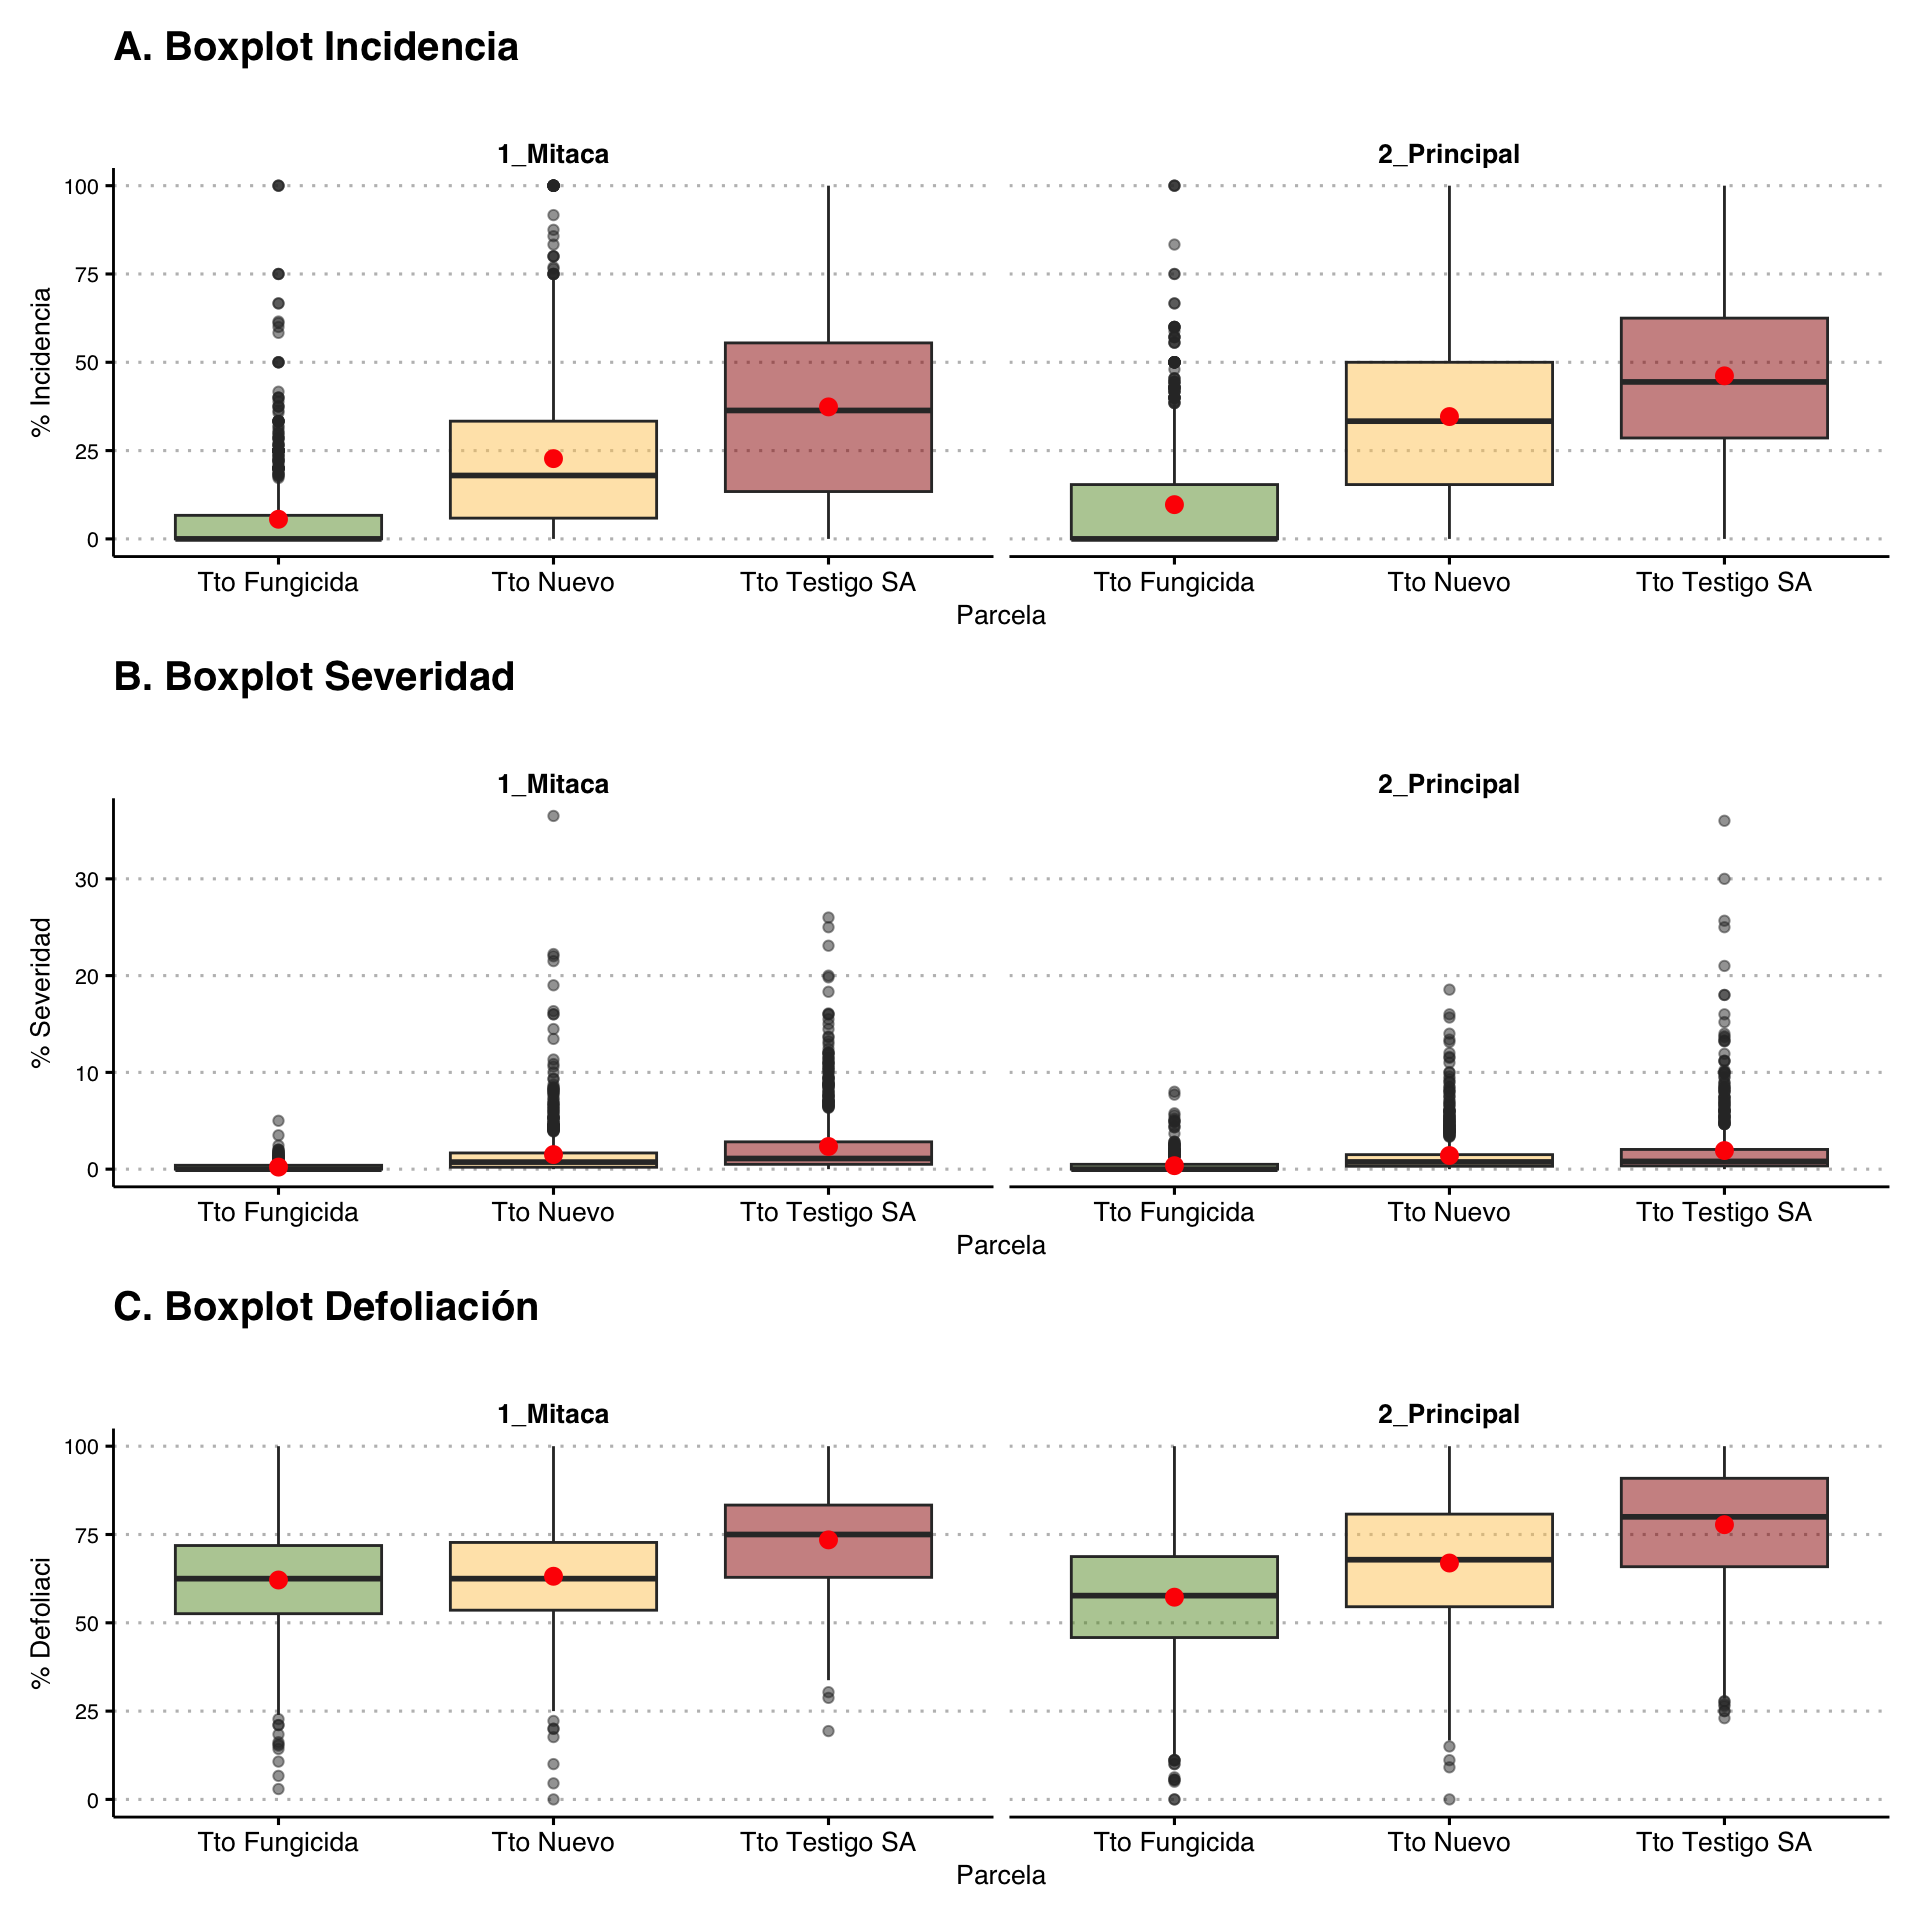 A. Boxplot Incidencia
1_Mitaca
2_Principal
% Incidencia
100
75
50
25
0
Tto Fungicida
Tto Nuevo
Tto Testigo SA
Tto Fungicida
Tto Nuevo
Tto Testigo SA
Parcela
B. Boxplot Severidad
1_Mitaca
2_Principal
% Severidad
30
20
10
0
Tto Fungicida
Tto Nuevo
Tto Testigo SA
Tto Fungicida
Tto Nuevo
Tto Testigo SA
Parcela
C. Boxplot Defoliación
1_Mitaca
2_Principal
% Defoliaci
100
75
50
25
0
Tto Fungicida
Tto Nuevo
Tto Testigo SA
Tto Fungicida
Tto Nuevo
Tto Testigo SA
Parcela